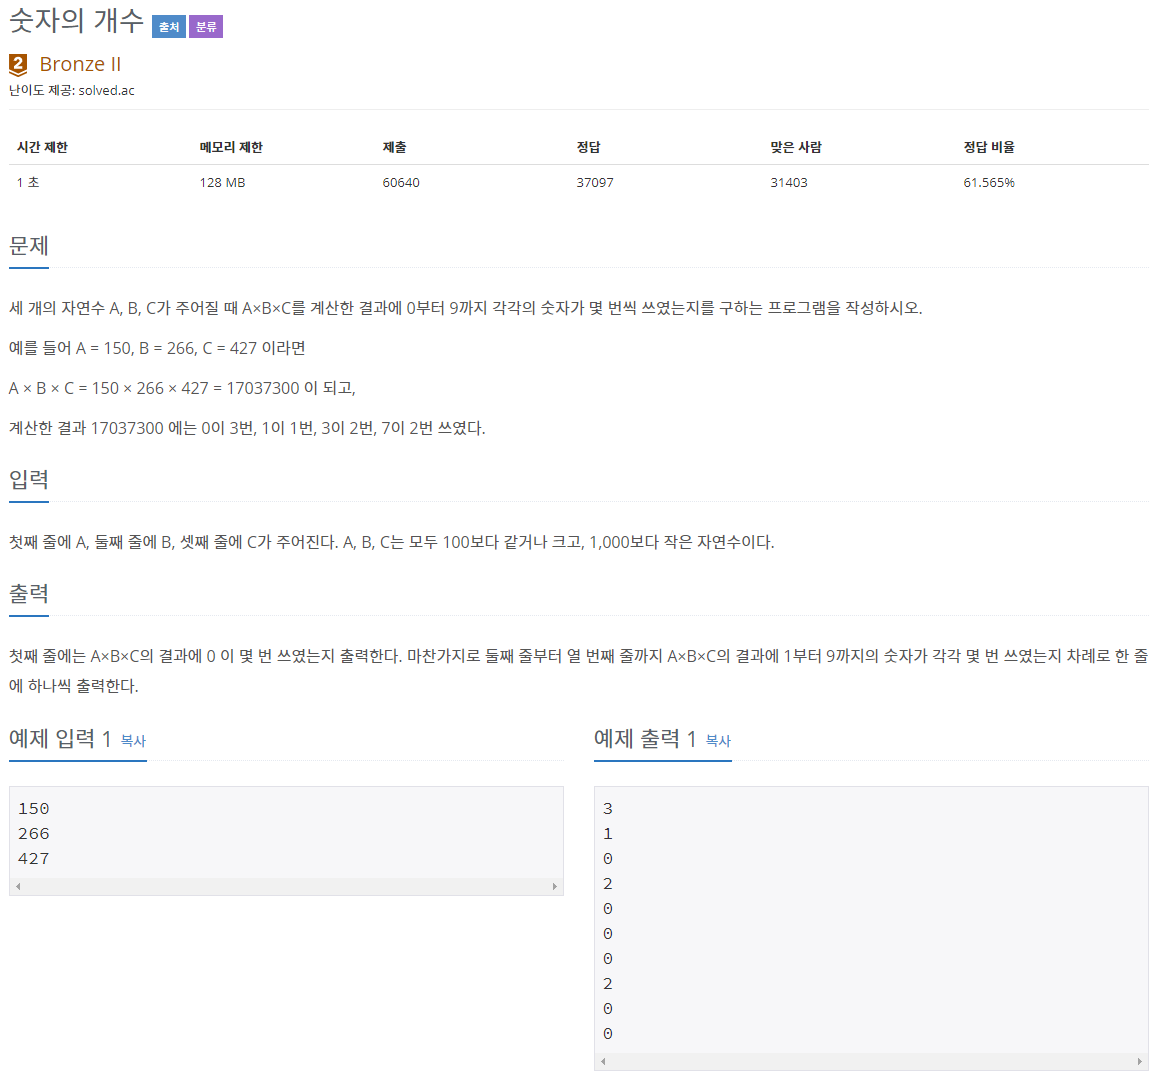 숫자의 개수 출처 분류
2 Bronze II
난이도 제공: solved.ac
시간 제한 메모리 제한 제출 정답 맞은 사람 정답 비율
1 초 128 MB 60640 37097 31403 61.565%
문제
세 개의 자연수 A, B, C가 주어질 때 A×B×C를 계산한 결과에 0부터 9까지 각각의 숫자가 몇 번씩 쓰였는지를 구하는 프로그램을 작성하시오.
예를 들어 A = 150, B = 266, C = 427 이라면
A × B × C = 150 × 266 × 427 = 17037300 이 되고,
계산한 결과 17037300 에는 0이 3번, 1이 1번, 3이 2번, 7이 2번 쓰였다.
입력
첫째 줄에 A, 둘째 줄에 B, 셋째 줄에 C가 주어진다. A, B, C는 모두 100보다 같거나 크고, 1,000보다 작은 자연수이다.
출력
첫째 줄에는 A×B×C의 결과에 0 이 몇 번 쓰였는지 출력한다. 마찬가지로 둘째 줄부터 열 번째 줄까지 A×B×C의 결과에 1부터 9까지의 숫자가 각각 몇 번 쓰였는지 차례로 한 줄
에 하나씩 출력한다.
예제 입력 1 복사
150
266
427
예제 출력 1 복사
3
1
0
2
0
0
0
2
0
0